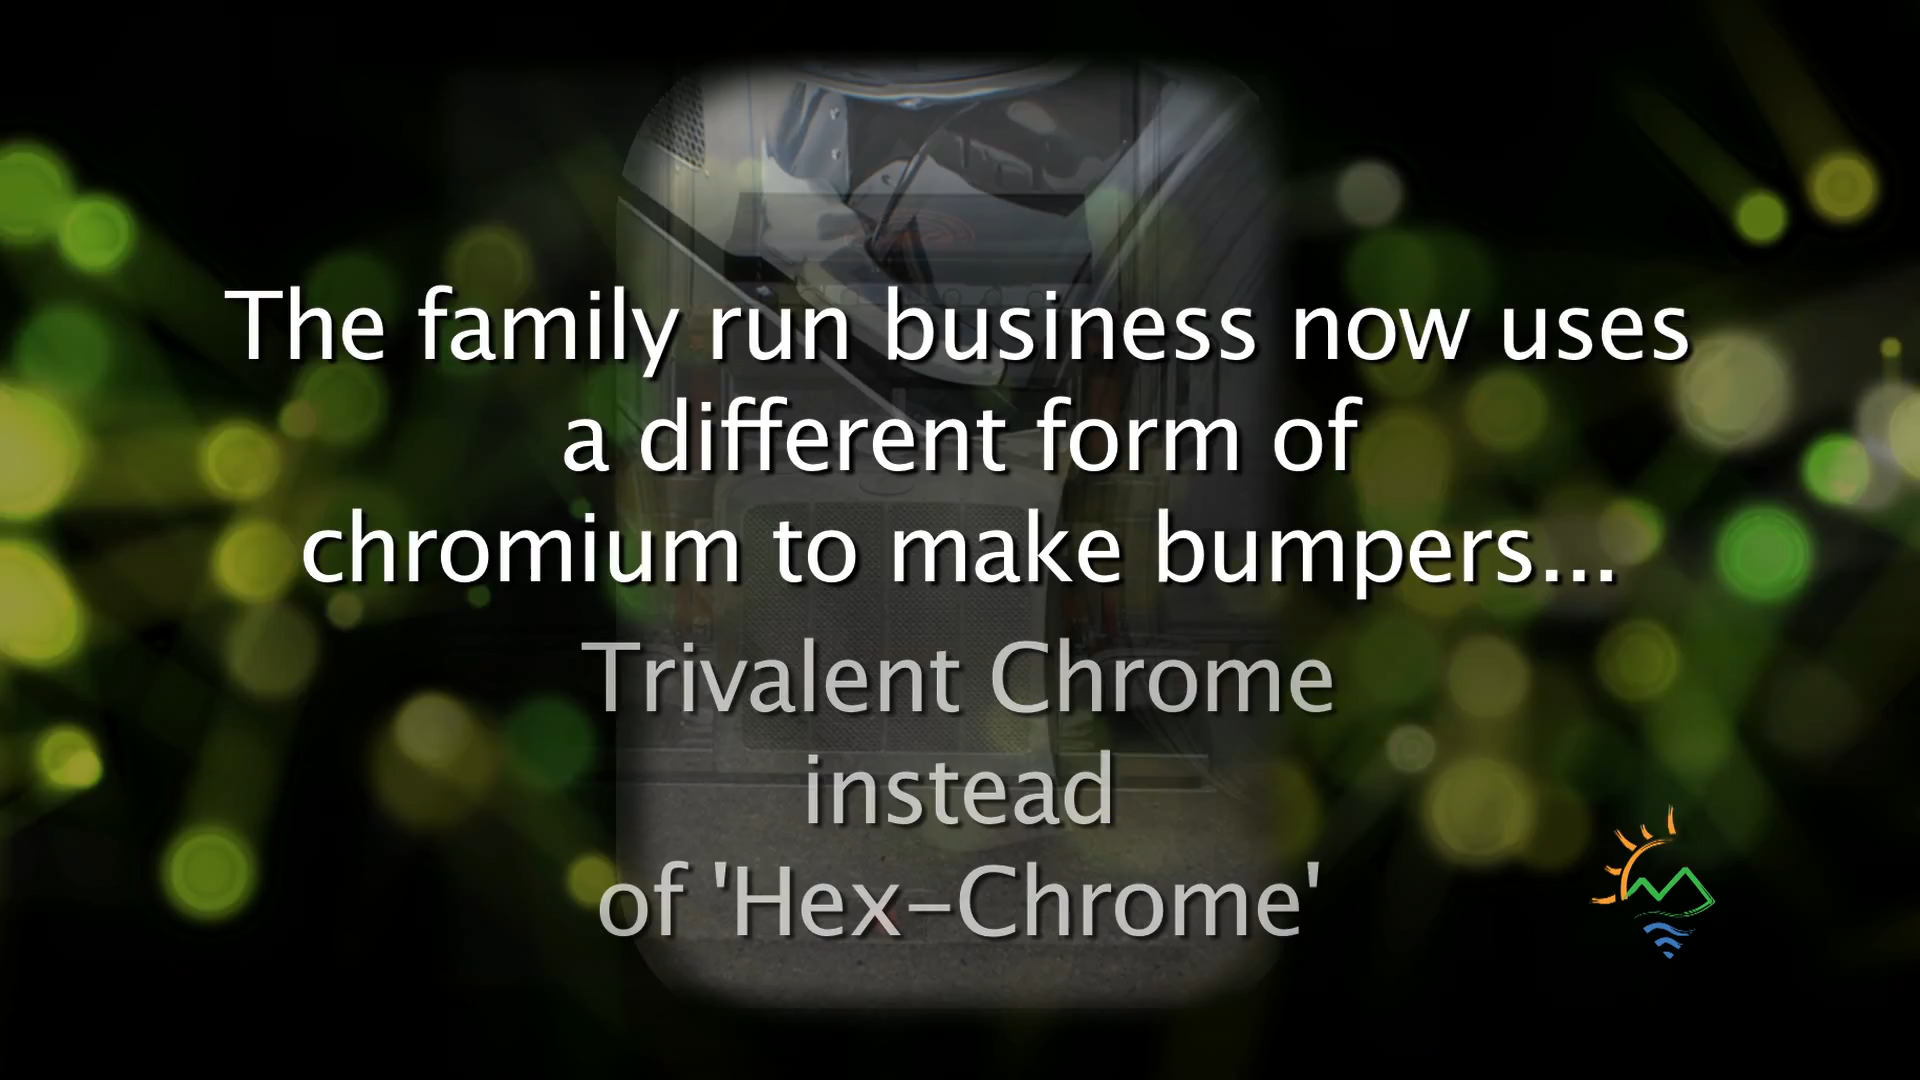 The family run business now uses
a different form of
chromium to make bumpers...
Trivalent Chrome
instead
of 'Hex-Chrome'